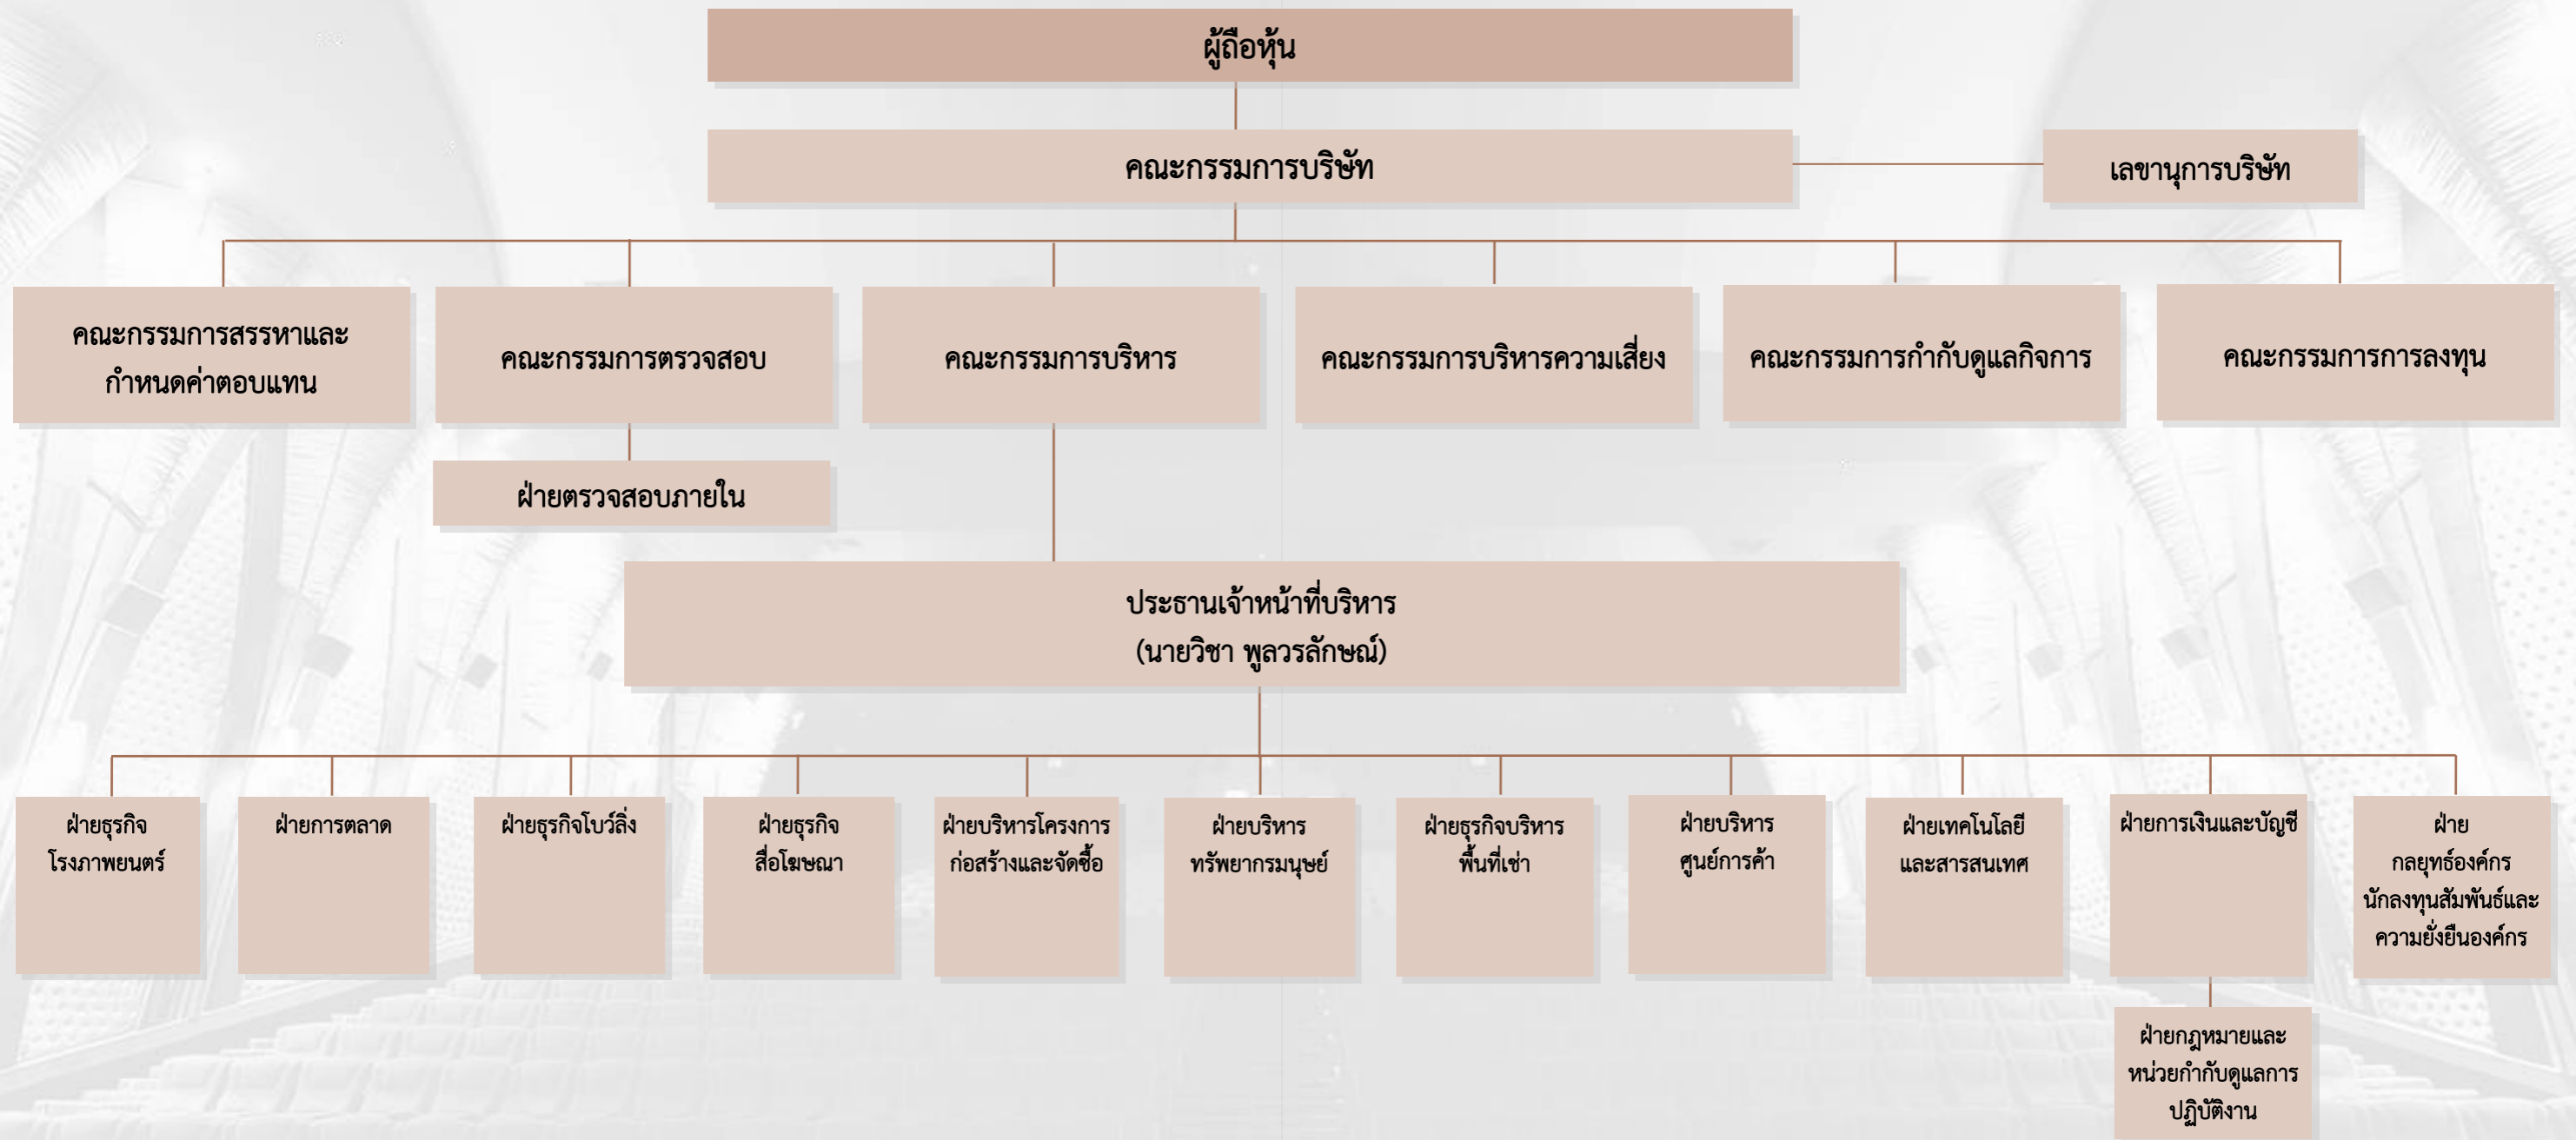 ผู้ถือหุ้น
คณะกรรมการบริษัท
เลขานุการบริษัท
คณะกรรมการสรรหาและ
กำหนดค่าตอบแทน
คณะกรรมการตรวจสอบ
คณะกรรมการบริหาร
คณะกรรมการบริหารความเสี่ยง
คณะกรรมการกำกับดูแลกิจการ
คณะกรรมการการลงทุน
ฝ่ายตรวจสอบภายใน
ประธานเจ้าหน้าที่บริหาร
(นายวิชา พูลวรลักษณ์)
ฝ่ายธุรกิจ
โรงภาพยนตร์
ฝ่ายการตลาด
ฝ่ายธุรกิจโบว์ลิ่ง
ฝ่ายธุรกิจ
สื่อโฆษณา
ฝ่ายบริหารโครงการ
ก่อสร้างและจัดซื้อ
ฝ่ายบริหาร
ทรัพยากรมนุษย์
ฝ่ายธุรกิจบริหาร
พื้นที่เช่า
ฝ่ายบริหาร
ศูนย์การค้า
ฝ่ายเทคโนโลยี
และสารสนเทศ
ฝ่ายการเงินและบัญชี
ฝ่าย
กลยุทธ์องค์กร
นักลงทุนสัมพันธ์และ
ความยั่งยืนองค์กร
ฝ่ายกฎหมายและ
หน่วยกำกับดูแลการ
ปฏิบัติงาน